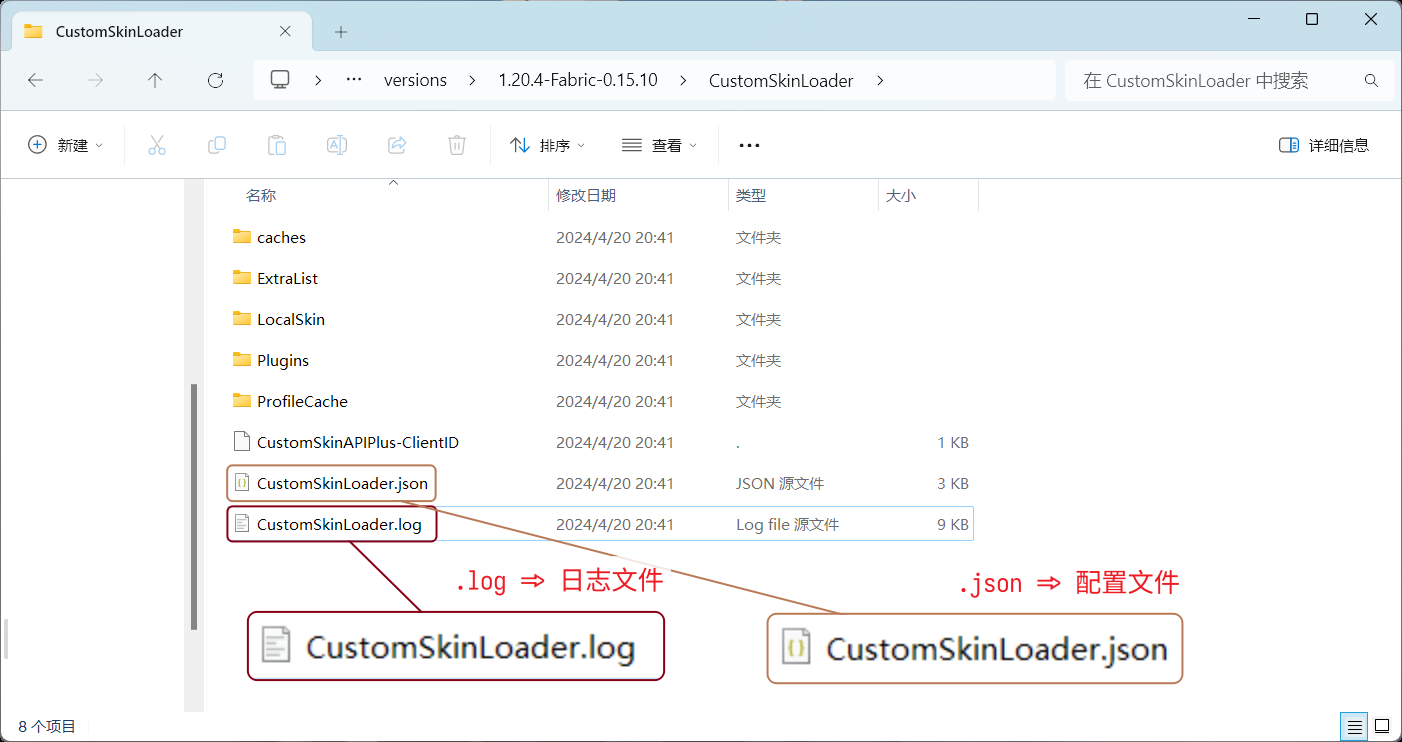 CustomSkinLoader
versions 1.20.4-Fabric-0.15.10 CustomSkinLoader 在 CustomSkinLoader 中搜索
新建 排序 查看 详细信息
名称 修改日期 类型 大小
caches 2024/4/20 20:41 文件夹
ExtraList 2024/4/20 20:41 文件夹
LocalSkin 2024/4/20 20:41 文件夹
Plugins 2024/4/20 20:41 文件夹
ProfileCache 2024/4/20 20:41 文件夹
CustomSkinAPIPlus-ClientID 2024/4/20 20:41 . 1 KB
CustomSkinLoader.json 2024/4/20 20:41 JSON 源文件 3 KB
CustomSkinLoader.log 2024/4/20 20:41 Log file 源文件 9 KB
.log => 日志文件 .json => 配置文件
CustomSkinLoader.log CustomSkinLoader.json
8 个项目